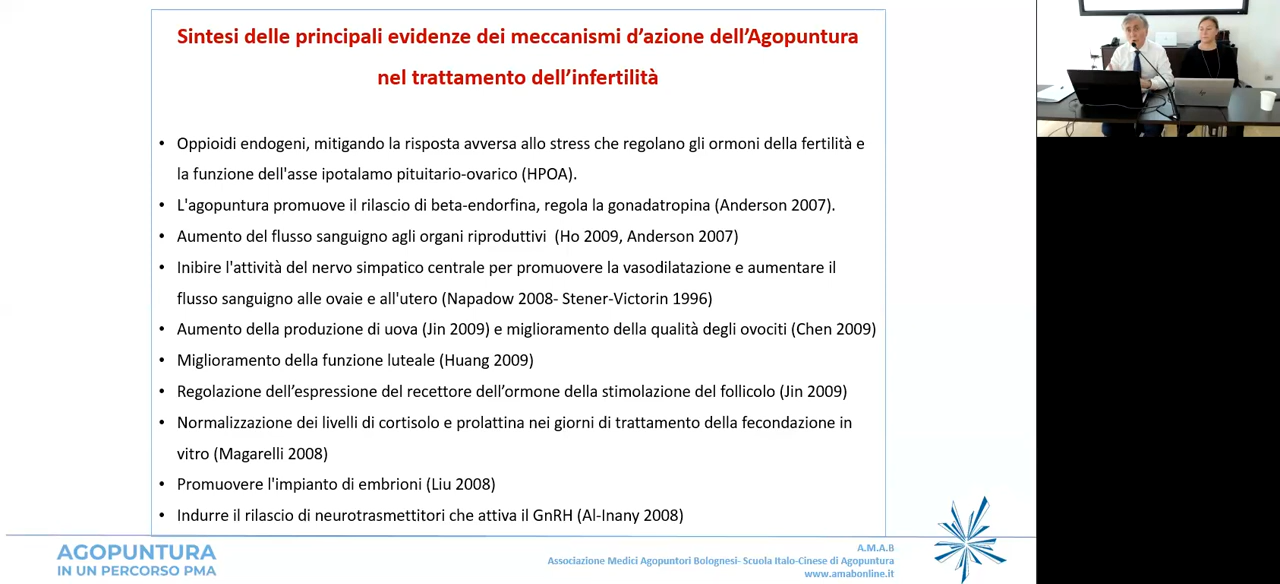 Sintesi delle principali evidenze dei meccanismi d'azione dell'Agopuntura
nel trattamento dell'infertilità
• Oppioidi endogeni, mitigando la risposta avversa allo stress che regolano gli ormoni della fertilità e
la funzione dell'asse ipotalamo pituitario-ovarico (HPOA).
• L'agopuntura promuove il rilascio di beta-endorfina, regola la gonadatropina (Anderson 2007).
• Aumento del flusso sanguigno agli organi riproduttivi (Ho 2009, Anderson 2007)
• Inibire l'attività del nervo simpatico centrale per promuovere la vasodilatazione e aumentare il
flusso sanguigno alle ovaie e all'utero (Napadow 2008- Stener-Victorin 1996)
• Aumento della produzione di uova (Jin 2009) e miglioramento della qualità degli ovociti (Chen 2009)
• Miglioramento della funzione luteale (Huang 2009)
• Regolazione dell'espressione del recettore dell'ormone della stimolazione del follicolo (Jin 2009)
• Normalizzazione dei livelli di cortisolo e prolattina nei giorni di trattamento della fecondazione in
vitro (Magarelli 2008)
• Promuovere l'impianto di embrioni (Liu 2008)
• Indurre il rilascio di neurotrasmettitori che attiva il GnRH (Al-Inany 2008)
AGOPUNTURA
IN UN PERCORSO PMA
A.M.A.B
Associazione Medici Agopuntori Bolognesi- Scuola Italo-Cinese di Agopuntura
www.amabonline.it